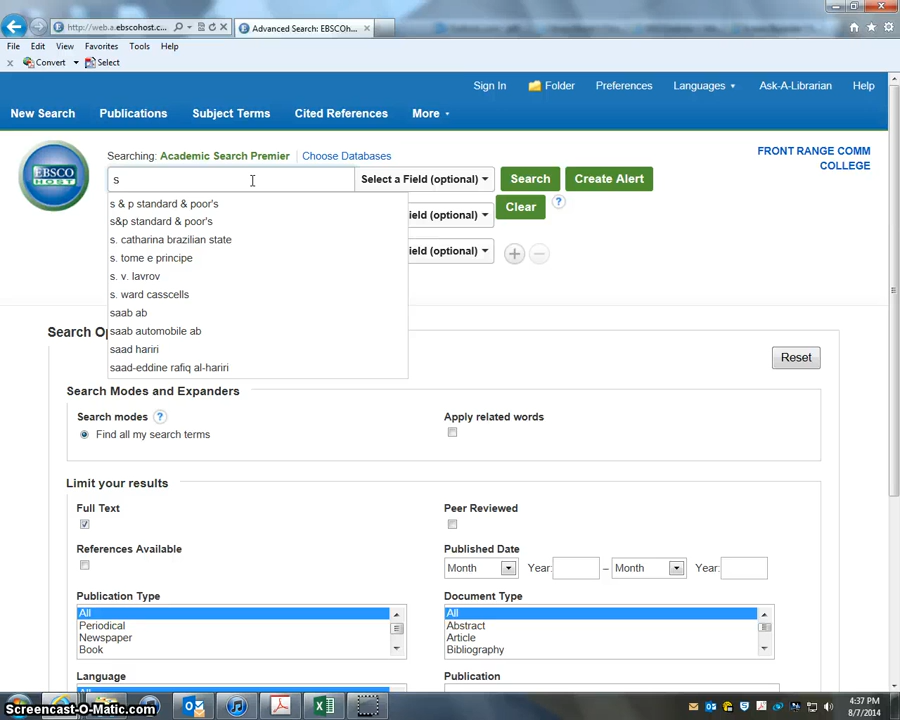 http://web.a.ebscohost.c...
Advanced Search: EBSCOh...
File Edit View Favorites Tools Help
x Convert Select
Sign In Folder Preferences Languages Ask-A-Librarian Help
New Search Publications Subject Terms Cited References More
Searching: Academic Search Premier Choose Databases
FRONT RANGE COMM
COLLEGE
EBSCO
HOST
s
Select a Field (optional) Search Create Alert
s & p standard & poor's
Clear ?
s&p standard & poor's
ield (optional)
s. catharina brazilian state
s. tome e principe
ield (optional)
s. v. lavrov
s. ward casscells
saab ab
saab automobile ab
saad hariri
saad-eddine rafiq al-hariri
Search Op
Reset
Search Modes and Expanders
Search modes ?
Apply related words
Find all my search terms
Limit your results
Full Text
Peer Reviewed
References Available
Published Date
Month Year: – Month Year:
Publication Type
Document Type
All
Periodical
Newspaper
Book
All
Abstract
Article
Bibliography
Language
Publication
All
Screencast-O-Matic.com
4:37 PM
8/7/2014